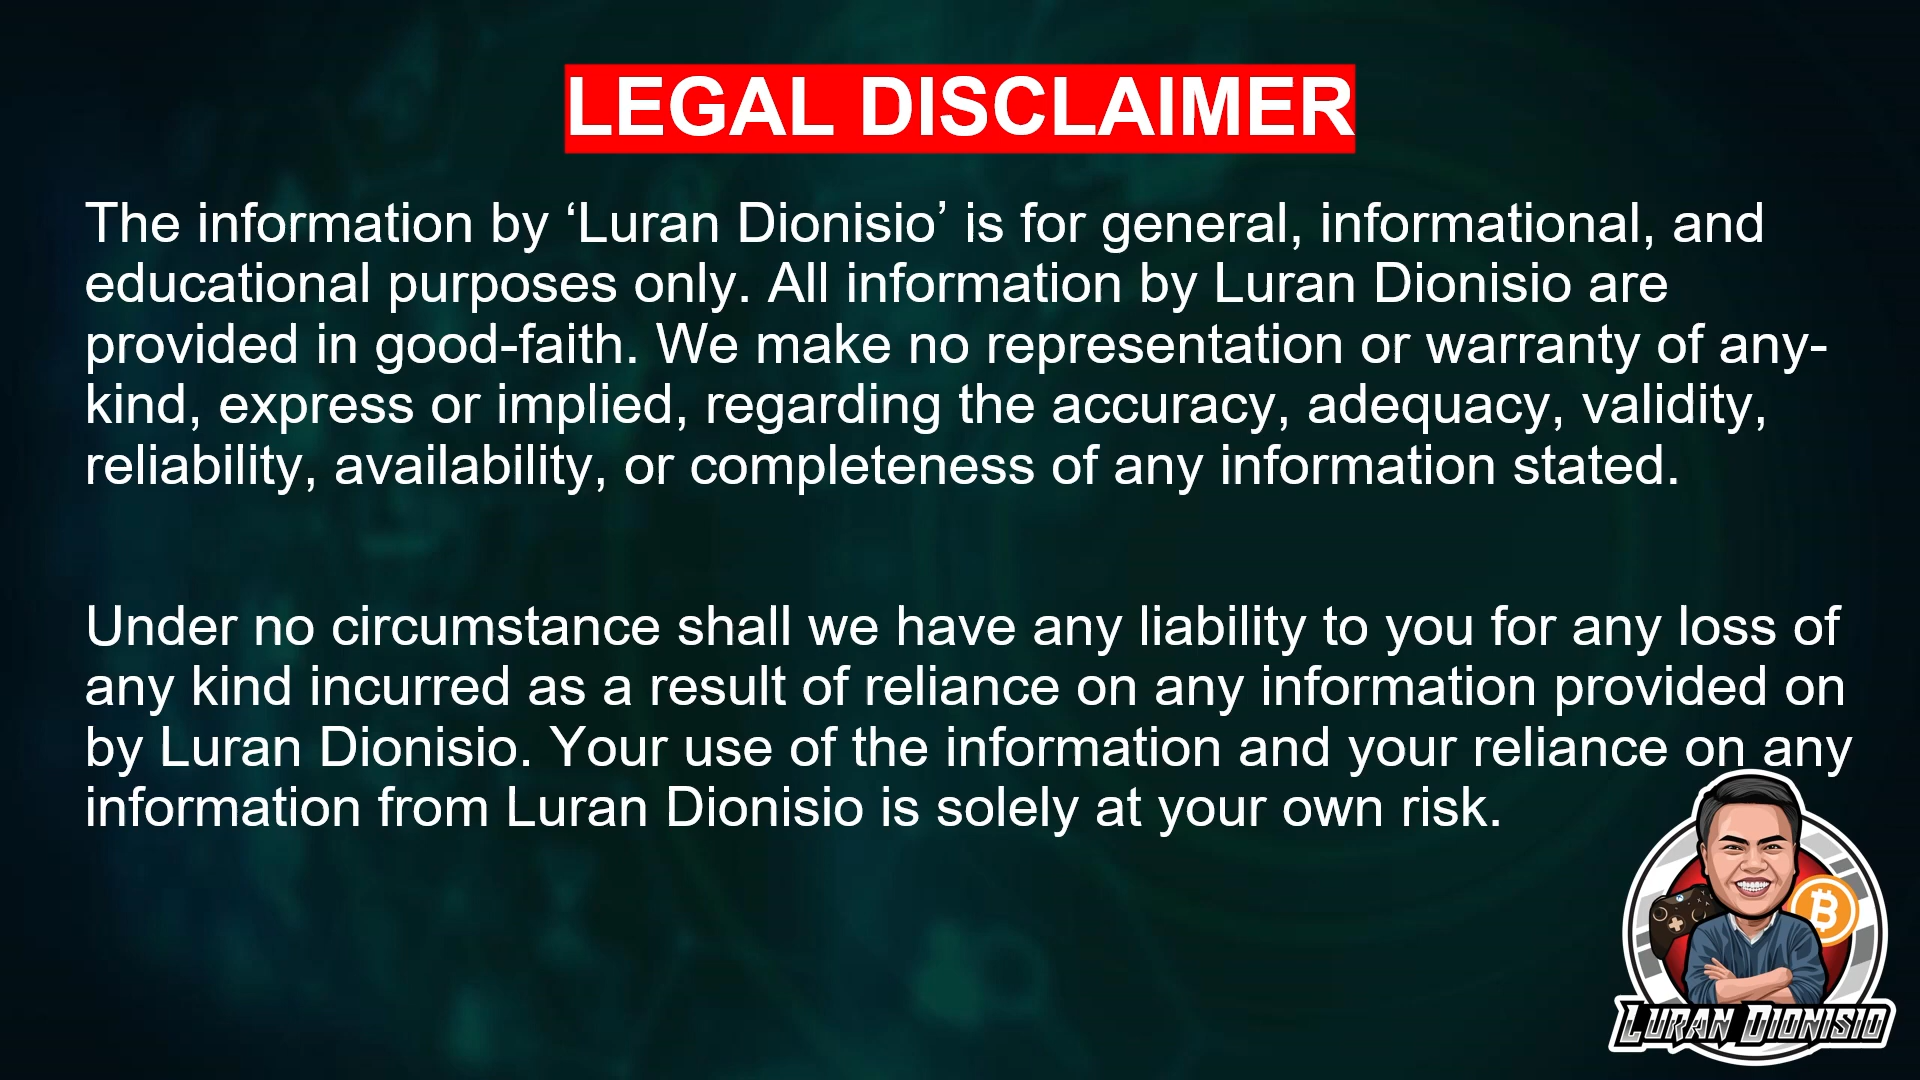 LEGAL DISCLAIMER
The information by ‘Luran Dionisio’ is for general, informational, and
educational purposes only. All information by Luran Dionisio are
provided in good-faith. We make no representation or warranty of any-
kind, express or implied, regarding the accuracy, adequacy, validity,
reliability, availability, or completeness of any information stated.
Under no circumstance shall we have any liability to you for any loss of
any kind incurred as a result of reliance on any information provided on
by Luran Dionisio. Your use of the information and your reliance on any
information from Luran Dionisio is solely at your own risk.
LURAN DIONISIO